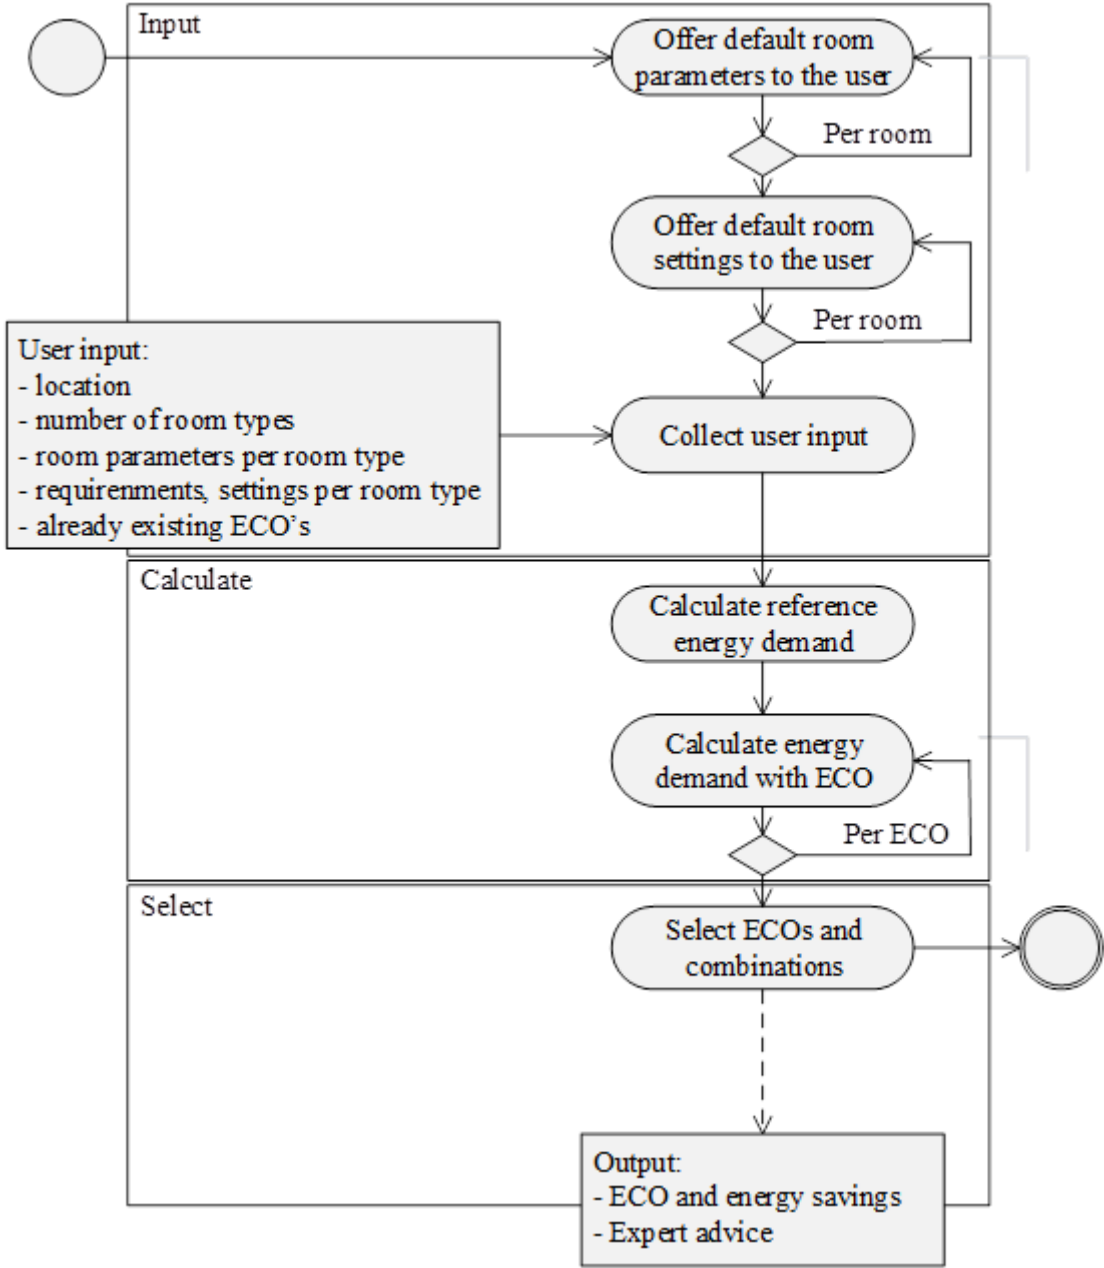 Input
Offer default room
parameters to the user
Per room
Offer default room
settings to the user
Per room
User input:
- location
- number of room types
- room parameters per room type
- requirenments, settings per room type
- already existing ECO’s
Collect user input
Calculate
Calculate reference
energy demand
Calculate energy
demand with ECO
Per ECO
Select
Select ECOs and
combinations
Output:
- ECO and energy savings
- Expert advice